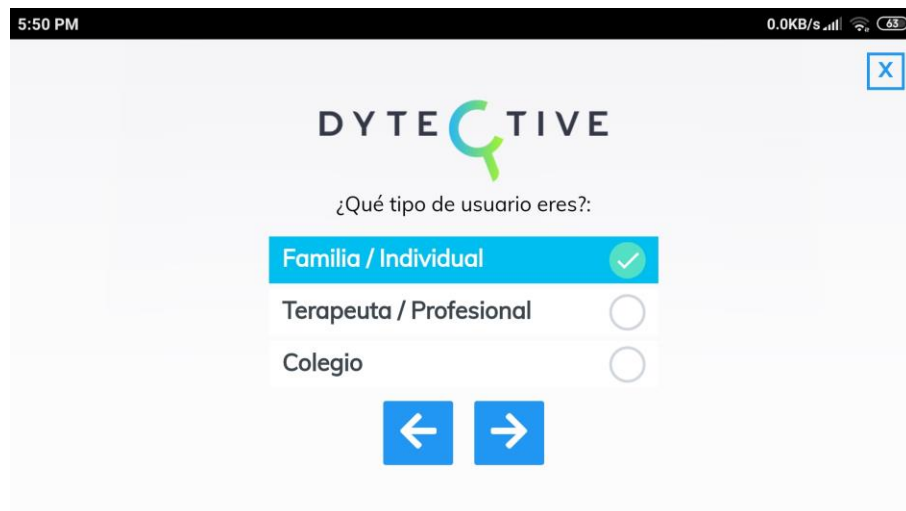 5:50 PM
0.0KB/s
63
X
DYTECTIVE
¿Qué tipo de usuario eres?:
Familia / Individual
Terapeuta / Profesional
Colegio